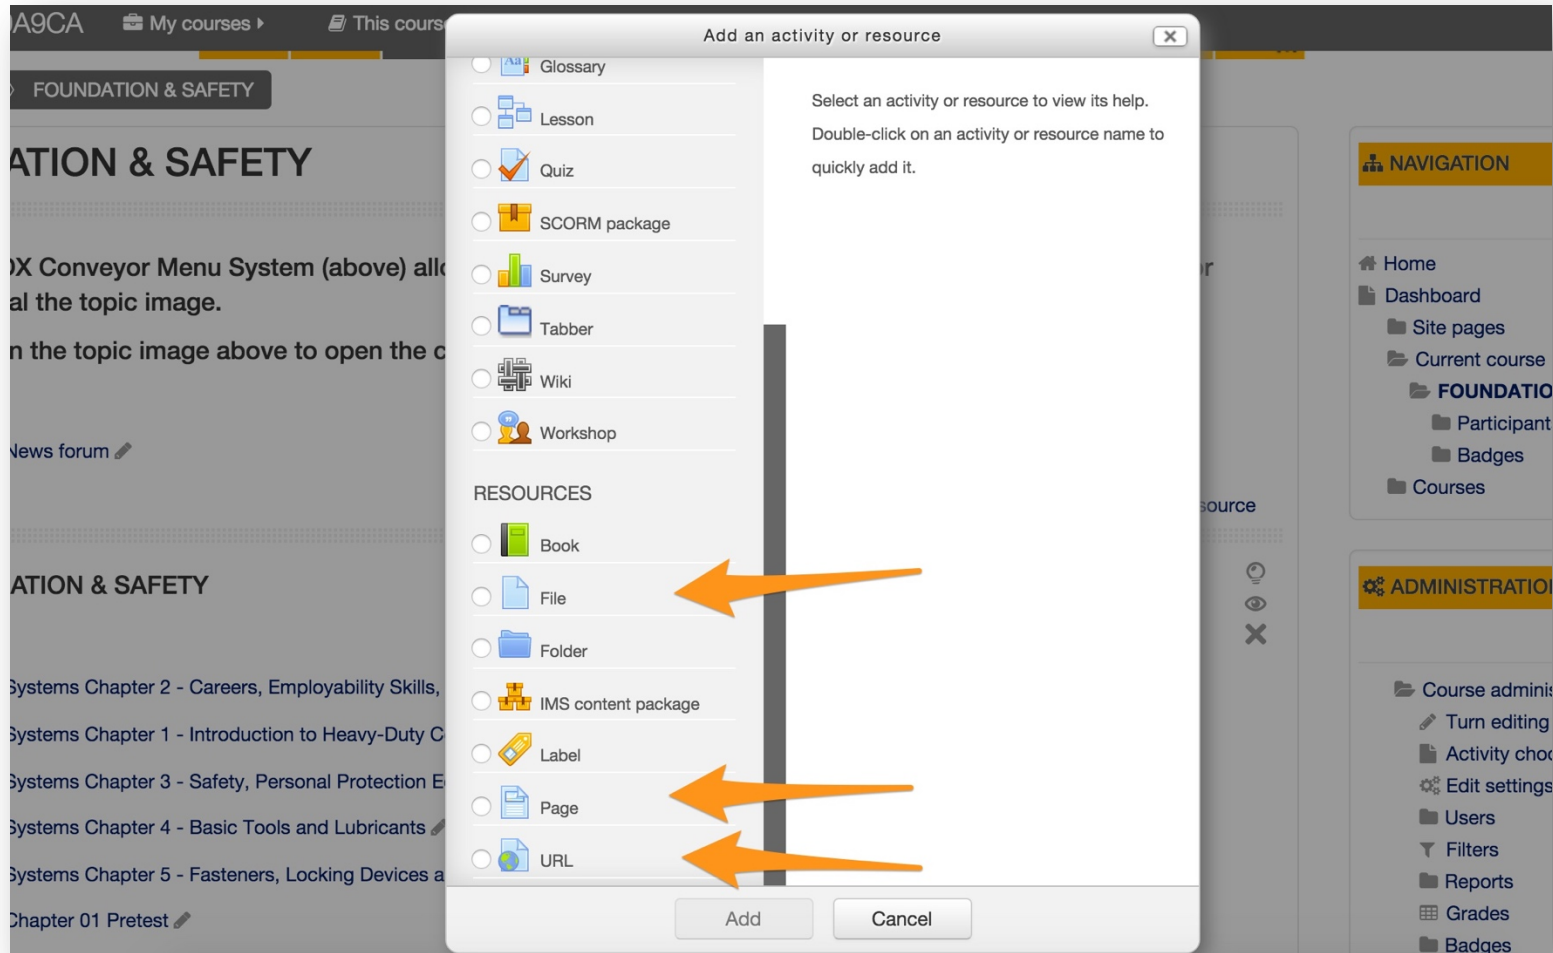 A9CA
My courses
This cours
FOUNDATION & SAFETY
ATION & SAFETY
X Conveyor Menu System (above) all
al the topic image.
n the topic image above to open the c
News forum
source
ATION & SAFETY
Systems Chapter 2 - Careers, Employability Skills,
Systems Chapter 1 - Introduction to Heavy-Duty C
Systems Chapter 3 - Safety, Personal Protection E
Systems Chapter 4 - Basic Tools and Lubricants
Systems Chapter 5 - Fasteners, Locking Devices a
Chapter 01 Pretest
Add an activity or resource
Glossary
Lesson
Quiz
SCORM package
Survey
Tabber
Wiki
Workshop
RESOURCES
Book
File
Folder
IMS content package
Label
Page
URL
Select an activity or resource to view its help.
Double-click on an activity or resource name to
quickly add it.
Add
Cancel
NAVIGATION
Home
Dashboard
Site pages
Current course
FOUNDATIO
Participant
Badges
Courses
ADMINISTRATIO
Course adminis
Turn editing
Activity choo
Edit settings
Users
Filters
Reports
Grades
Badges